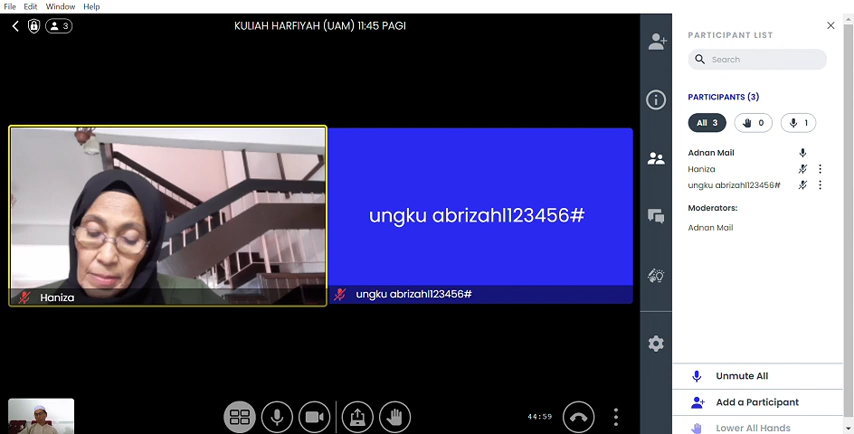 File Edit Window Help
3
KULIAH HARFIYAH (UAM) 11:45 PAGI
PARTICIPANT LIST
Search
PARTICIPANTS (3)
All 3
0
1
Adnan Mail
Haniza
ungku abrizahl123456#
Moderators:
Adnan Mail
ungku abrizahl123456#
Haniza
ungku abrizahl123456#
44:59
Unmute All
Add a Participant
Lower All Hands